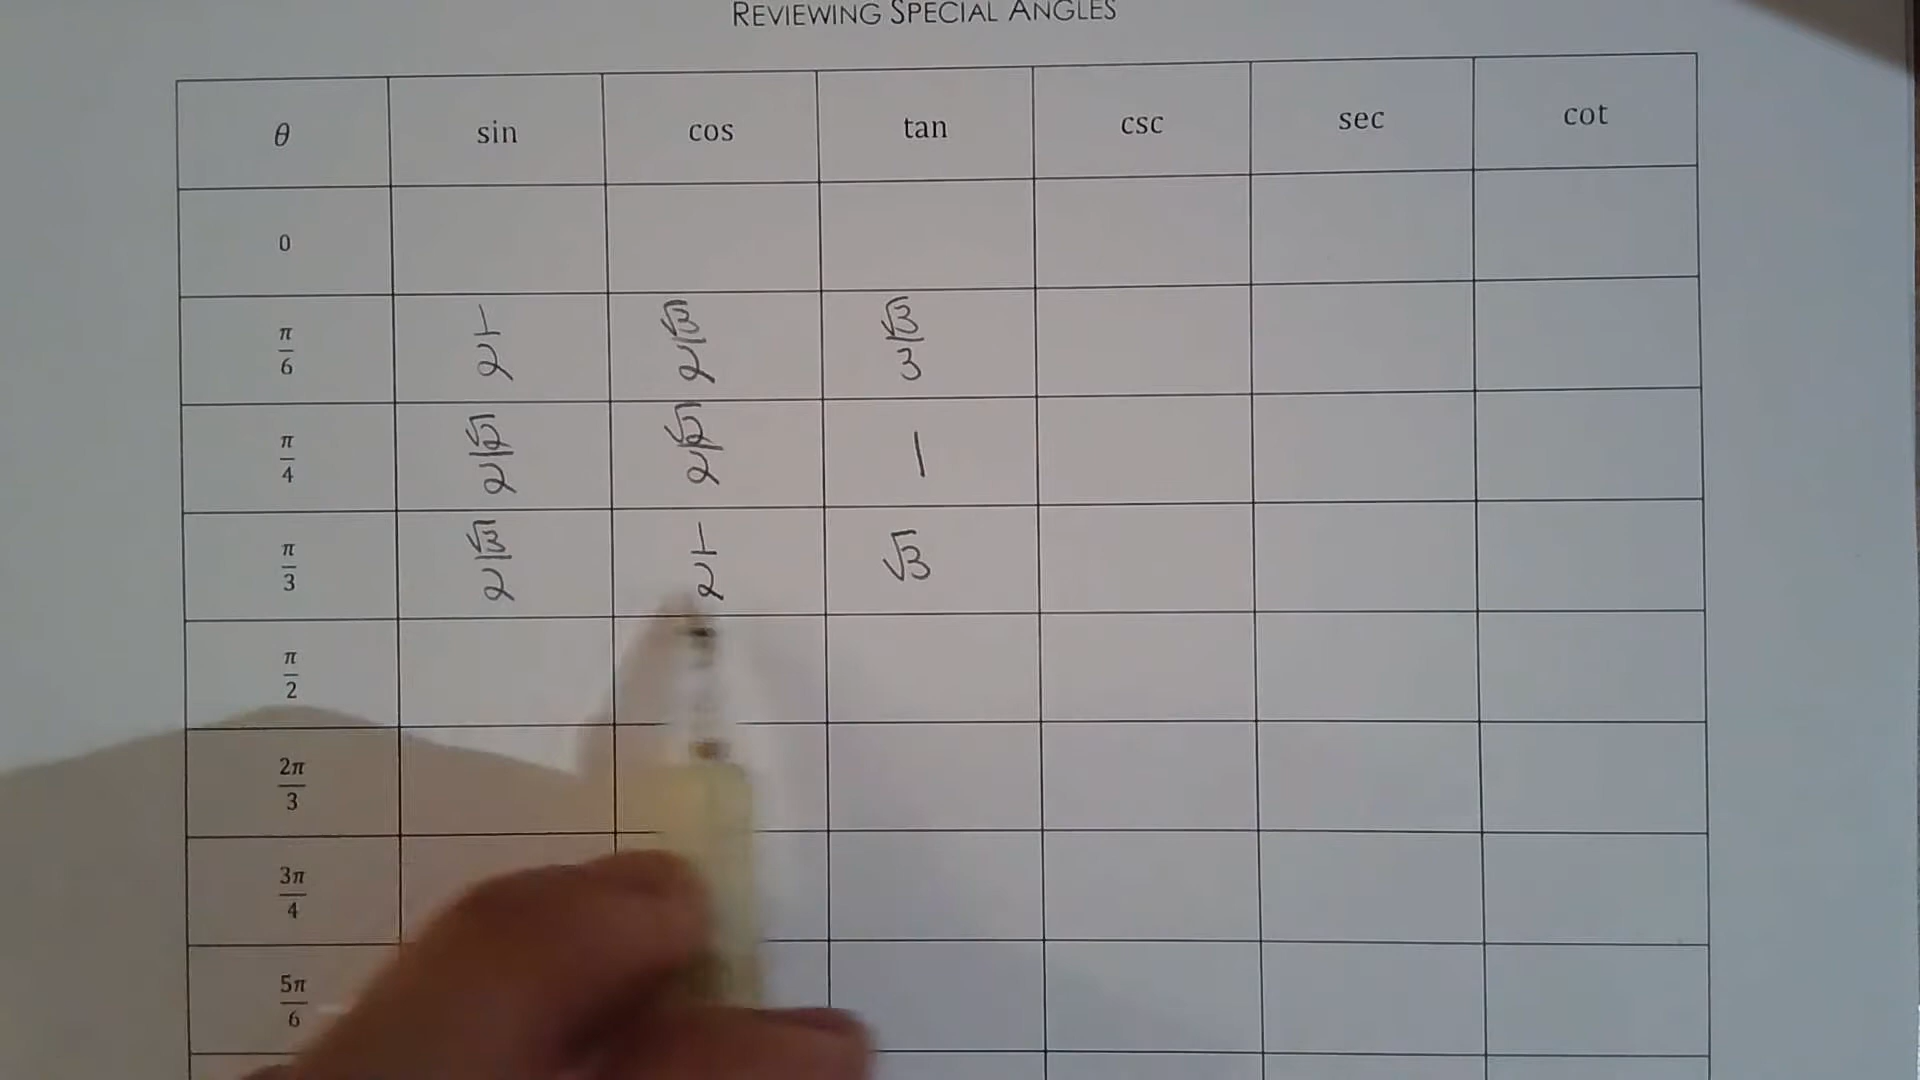 REVIEWING SPECIAL ANGLES
θ sin cos tan csc sec cot
0
π/6 1/2 √3/2 √3/3
π/4 √2/2 √2/2 1
π/3 √3/2 1/2 √3
π/2
2π/3
3π/4
5π/6